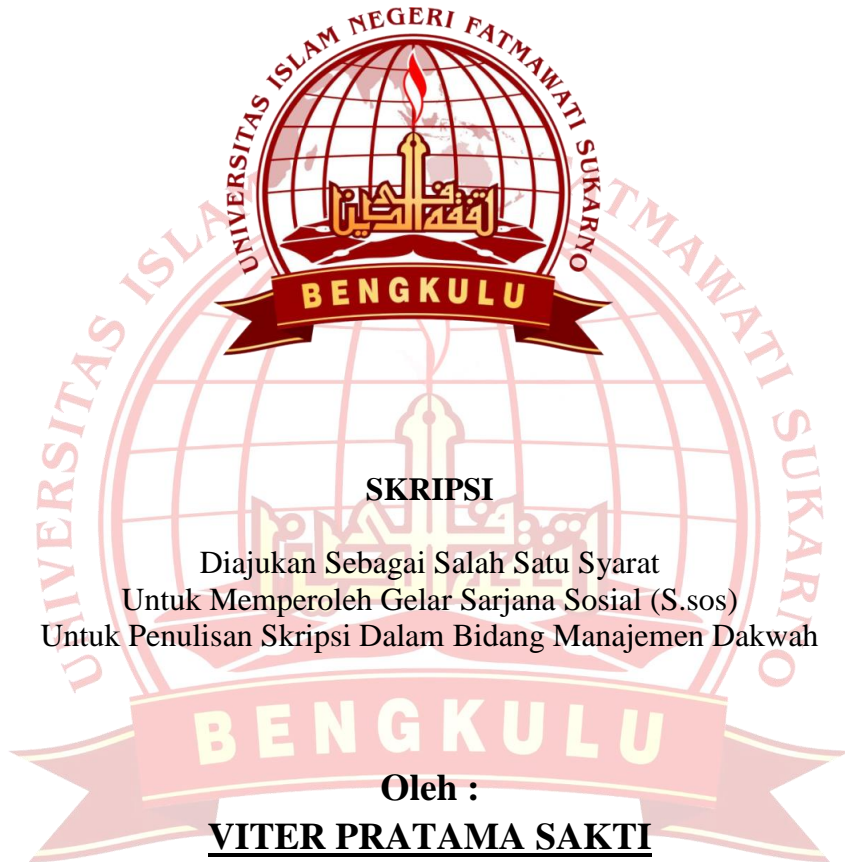 UNIVERSITAS ISLAM NEGERI FATMAWATI SUKARNO
BENGKULU
SKRIPSI
Diajukan Sebagai Salah Satu Syarat
Untuk Memperoleh Gelar Sarjana Sosial (S.sos)
Untuk Penulisan Skripsi Dalam Bidang Manajemen Dakwah
Oleh :
VITER PRATAMA SAKTI